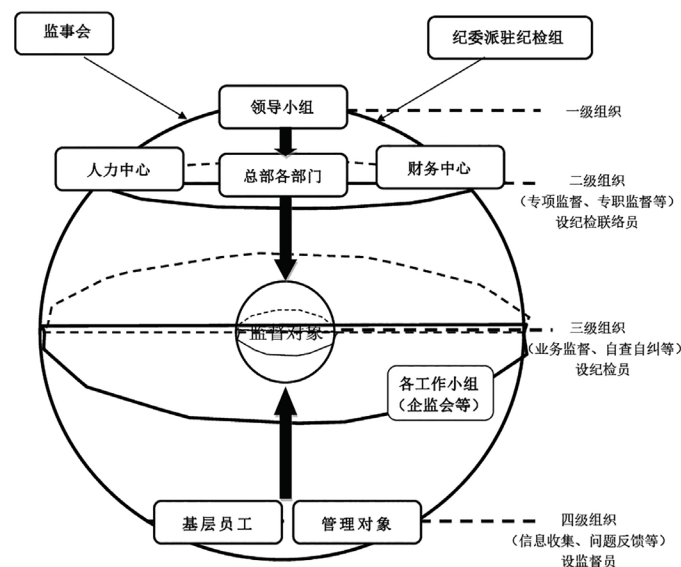 监事会
纪委派驻纪检组
领导小组
一级组织
人力中心
总部各部门
财务中心
二级组织
（专项监督、专职监督等）
设纪检联络员
监督对象
三级组织
（业务监督、自查自纠等）
设纪检员
各工作小组
（企监会等）
基层员工
管理对象
四级组织
（信息收集、问题反馈等）
设监督员